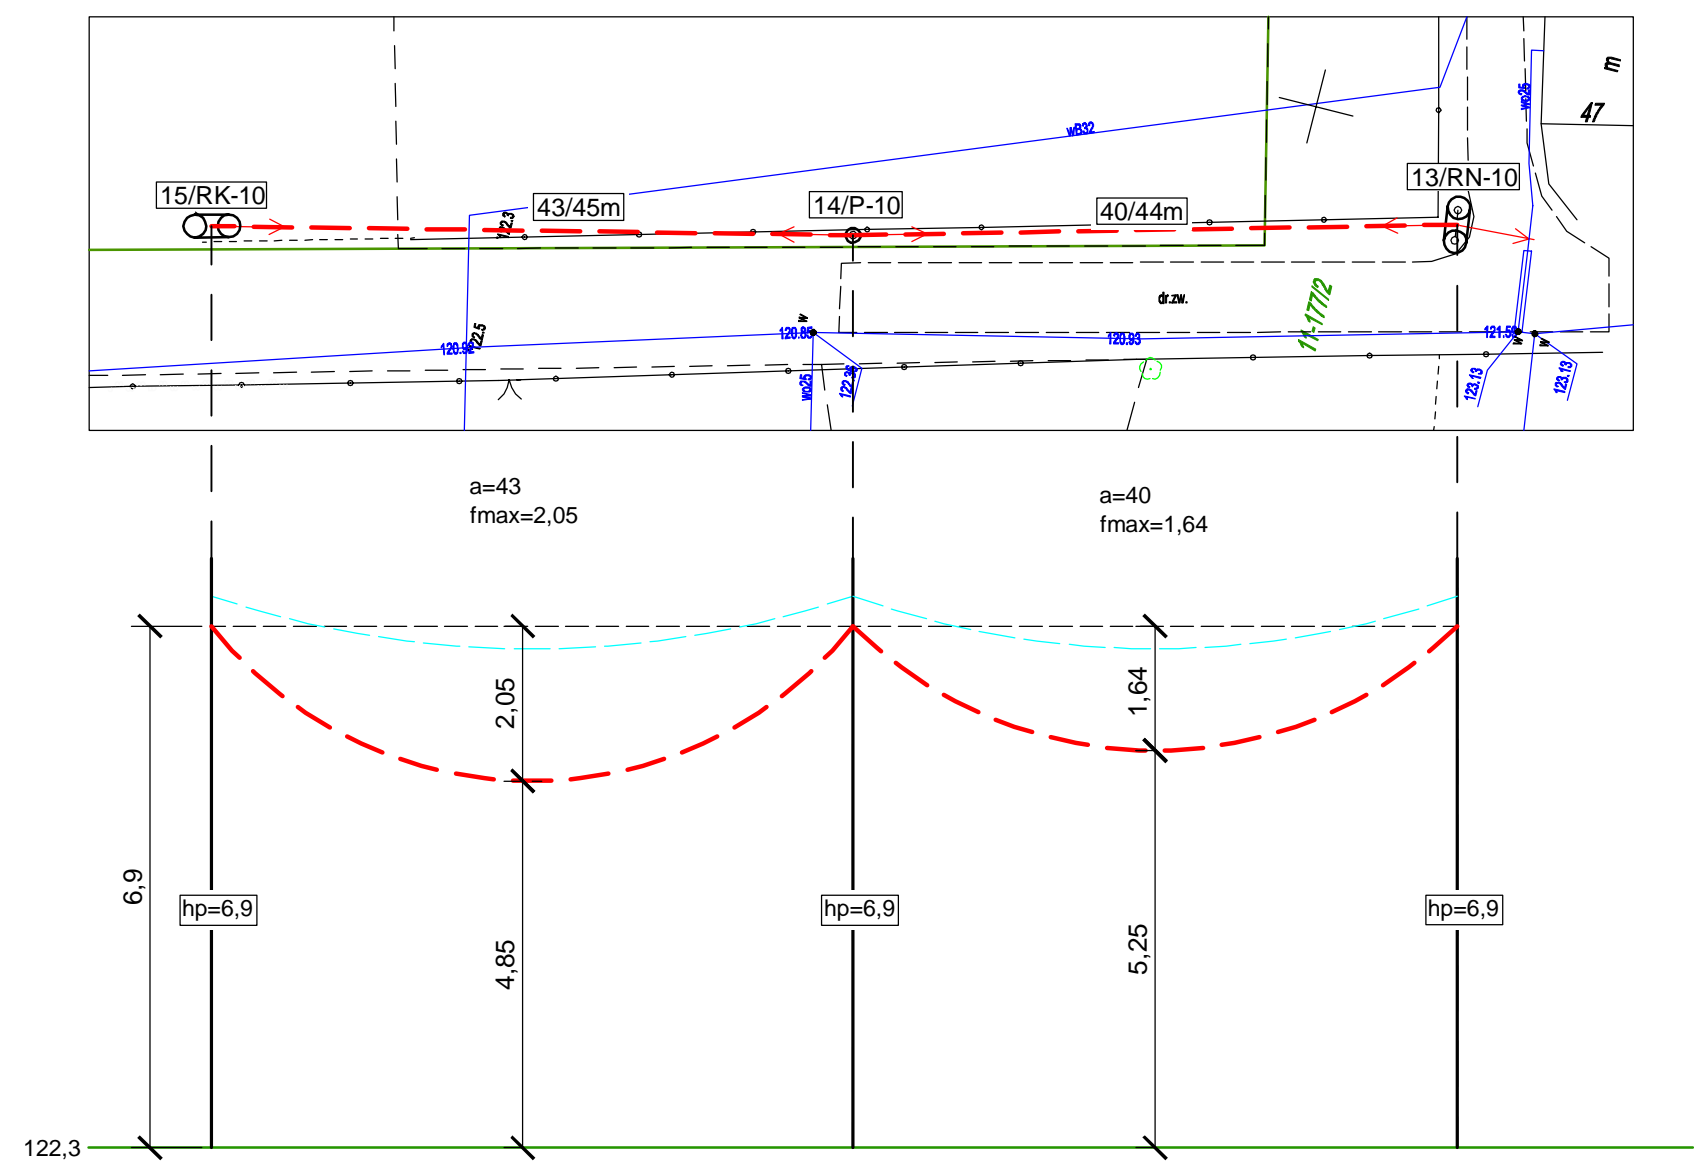 m
47
wo25
wB32
15/RK-10
43/45m
14/P-10
40/44m
13/RN-10
122.3
dr.zw.
11-177/2
122.5
120.92
w
120.85
120.93
121.59
w
w
wo25
122.36
123.13
123.13
a=43
fmax=2,05
a=40
fmax=1,64
2,05
1,64
6,9
hp=6,9
hp=6,9
hp=6,9
4,85
5,25
122,3